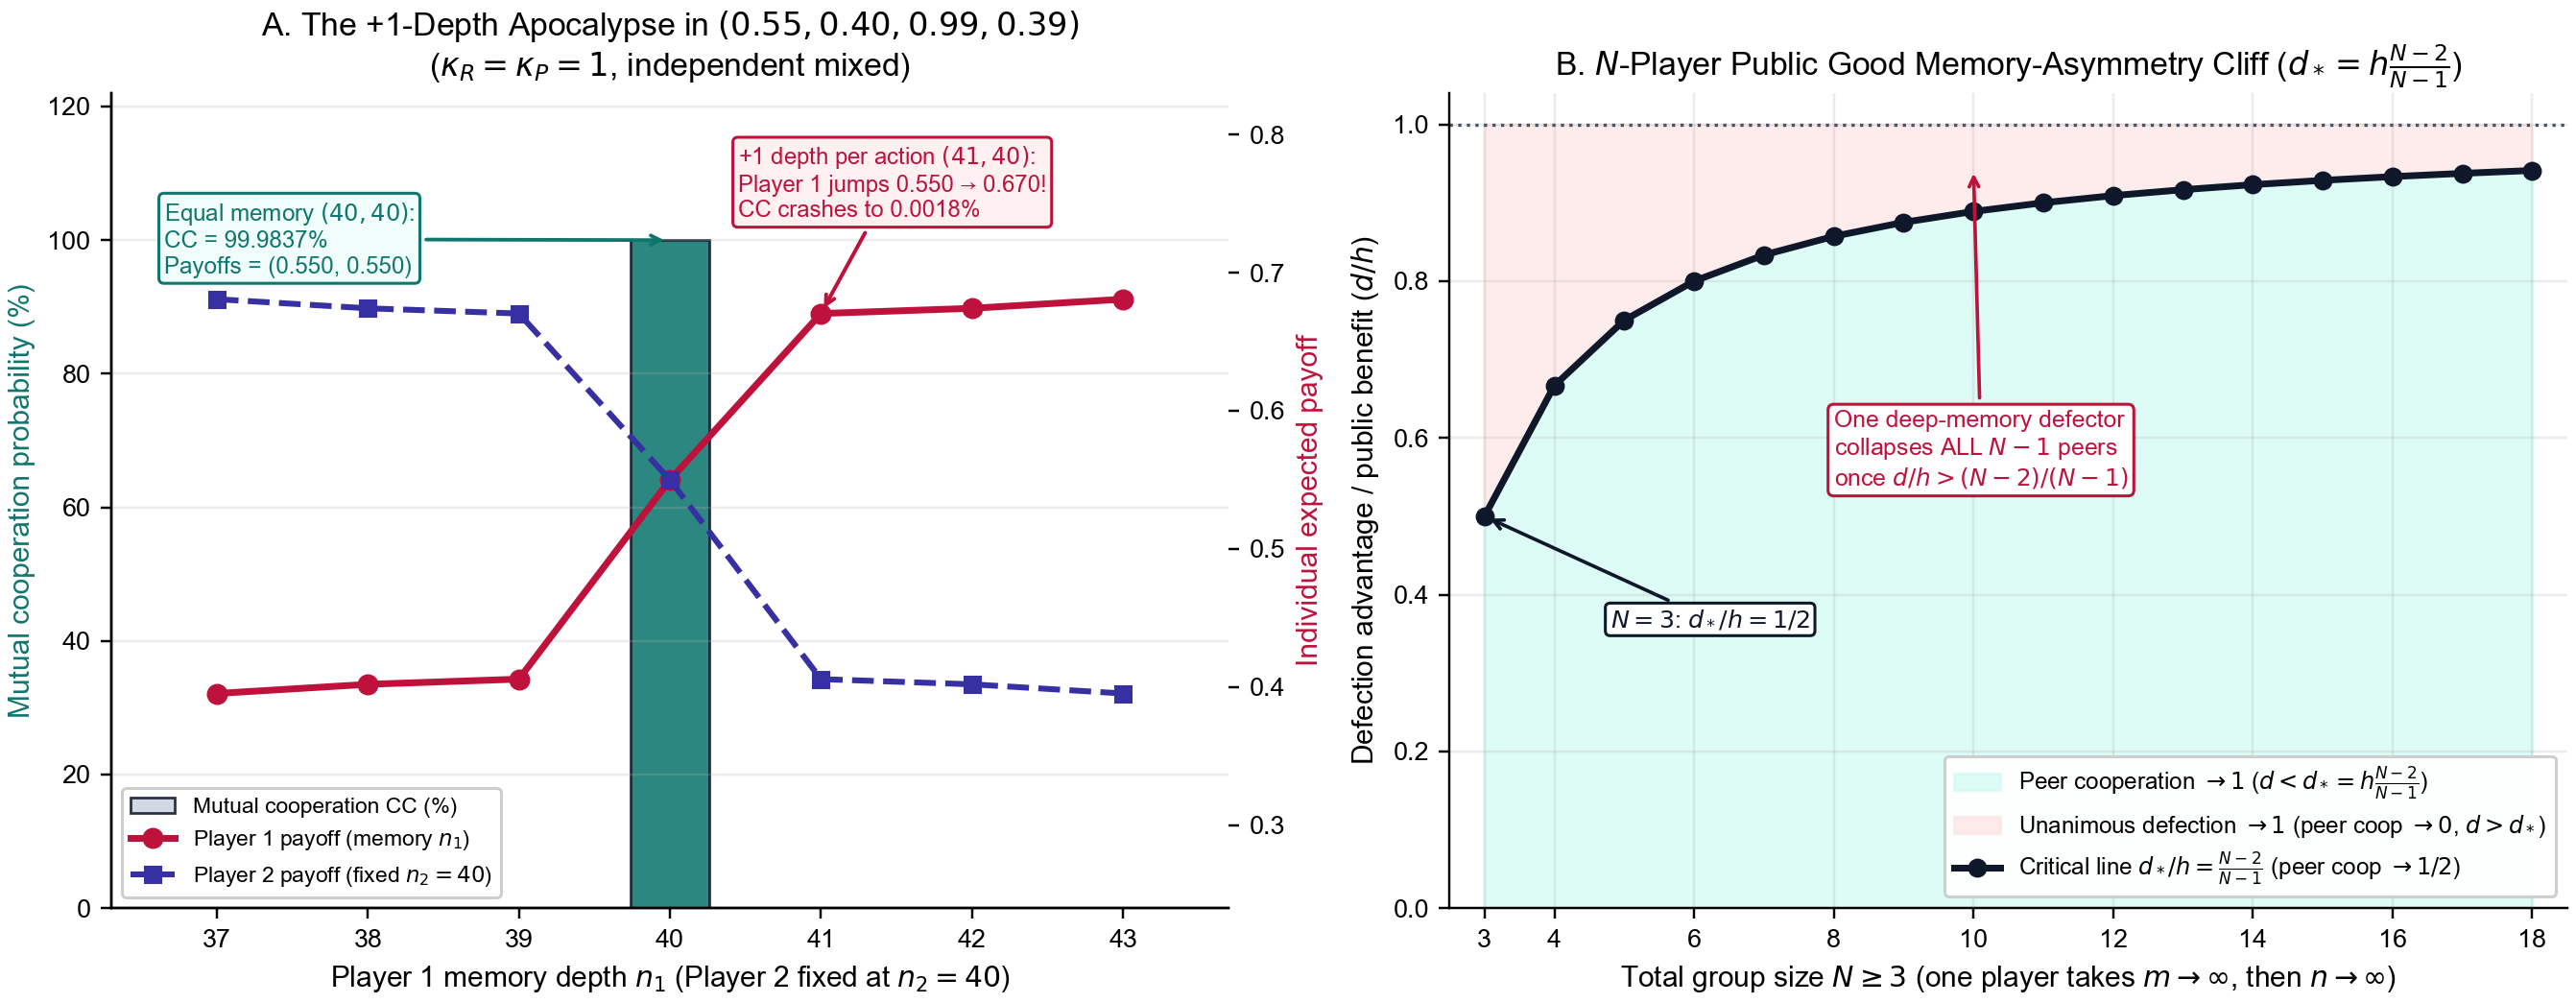 A. The +1-Depth Apocalypse in (0.55, 0.40, 0.99, 0.39)
(κ_R = κ_P = 1, independent mixed)
Mutual cooperation probability (%)
120
100
80
60
40
20
0
0.8
0.7
0.6
0.5
0.4
0.3
Individual expected payoff
Equal memory (40, 40):
CC = 99.9837%
Payoffs = (0.550, 0.550)
+1 depth per action (41, 40):
Player 1 jumps 0.550 → 0.670!
CC crashes to 0.0018%
Mutual cooperation CC (%)
Player 1 payoff (memory n₁)
Player 2 payoff (fixed n₂ = 40)
37 38 39 40 41 42 43
Player 1 memory depth n₁ (Player 2 fixed at n₂ = 40)
B. N-Player Public Good Memory-Asymmetry Cliff (d_* = h\frac{N-2}{N-1})
Defection advantage / public benefit (d/h)
1.0
0.8
0.6
0.4
0.2
0.0
One deep-memory defector
collapses ALL N − 1 peers
once d/h > (N − 2)/(N − 1)
N = 3: d_*/h = 1/2
Peer cooperation → 1 (d < d_* = h\frac{N-2}{N-1})
Unanimous defection → 1 (peer coop → 0, d > d_*)
Critical line d_*/h = \frac{N-2}{N-1} (peer coop → 1/2)
3 4 6 8 10 12 14 16 18
Total group size N ≥ 3 (one player takes m → ∞, then n → ∞)